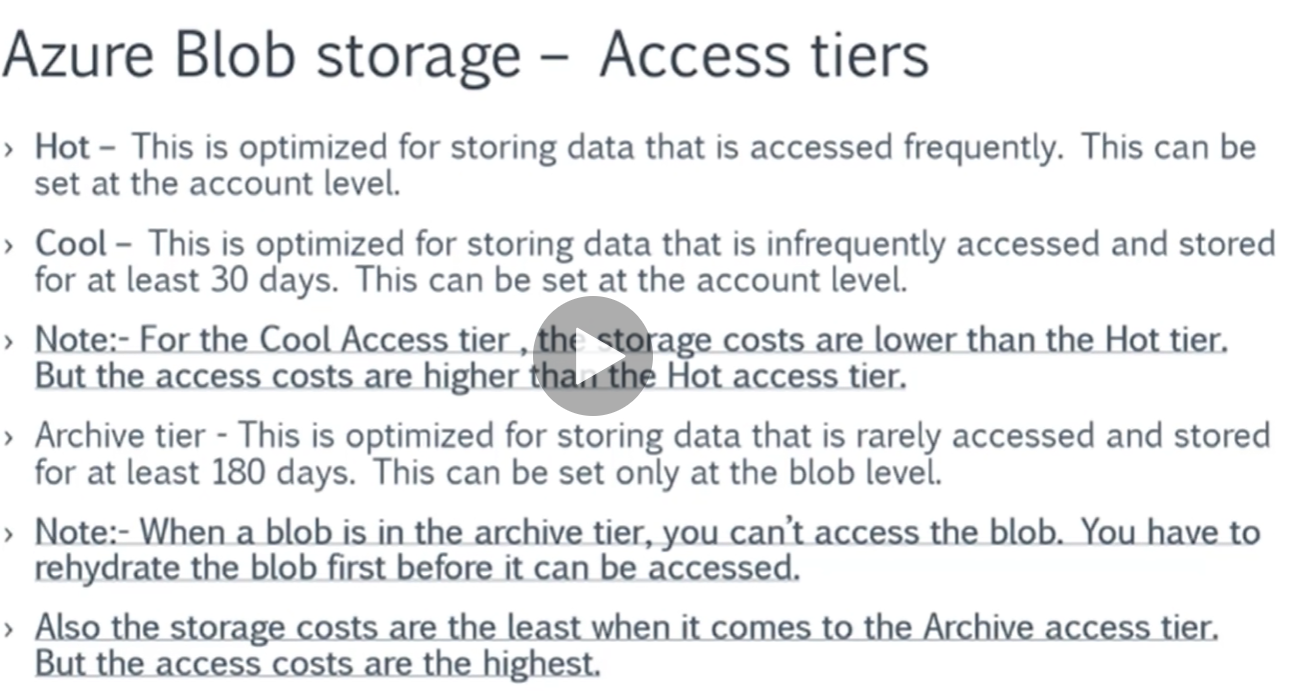 Azure Blob storage – Access tiers
› Hot – This is optimized for storing data that is accessed frequently. This can be
set at the account level.
› Cool – This is optimized for storing data that is infrequently accessed and stored
for at least 30 days. This can be set at the account level.
› Note:- For the Cool Access tier , the storage costs are lower than the Hot tier.
But the access costs are higher than the Hot access tier.
› Archive tier - This is optimized for storing data that is rarely accessed and stored
for at least 180 days. This can be set only at the blob level.
› Note:- When a blob is in the archive tier, you can’t access the blob. You have to
rehydrate the blob first before it can be accessed.
› Also the storage costs are the least when it comes to the Archive access tier.
But the access costs are the highest.